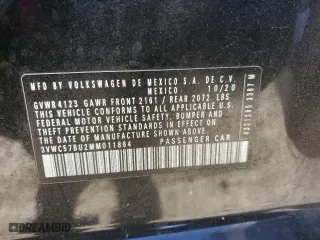 MFD BY VOLKSWAGEN DE MEXICO S.A. DE C.V.
MEXICO 10/20
GVWR 4123 GAWR FRONT 2161 / REAR 2072 LBS
THIS VEHICLE CONFORMS TO ALL APPLICABLE
FEDERAL MOTOR VEHICLE SAFETY, BUMPER AND
THEFT PREVENTION STANDARDS IN EFFECT ON THE
DATE OF MANUFACTURE SHOWN ABOVE
3VWC57BU2MM011864 PASSENGER CAR